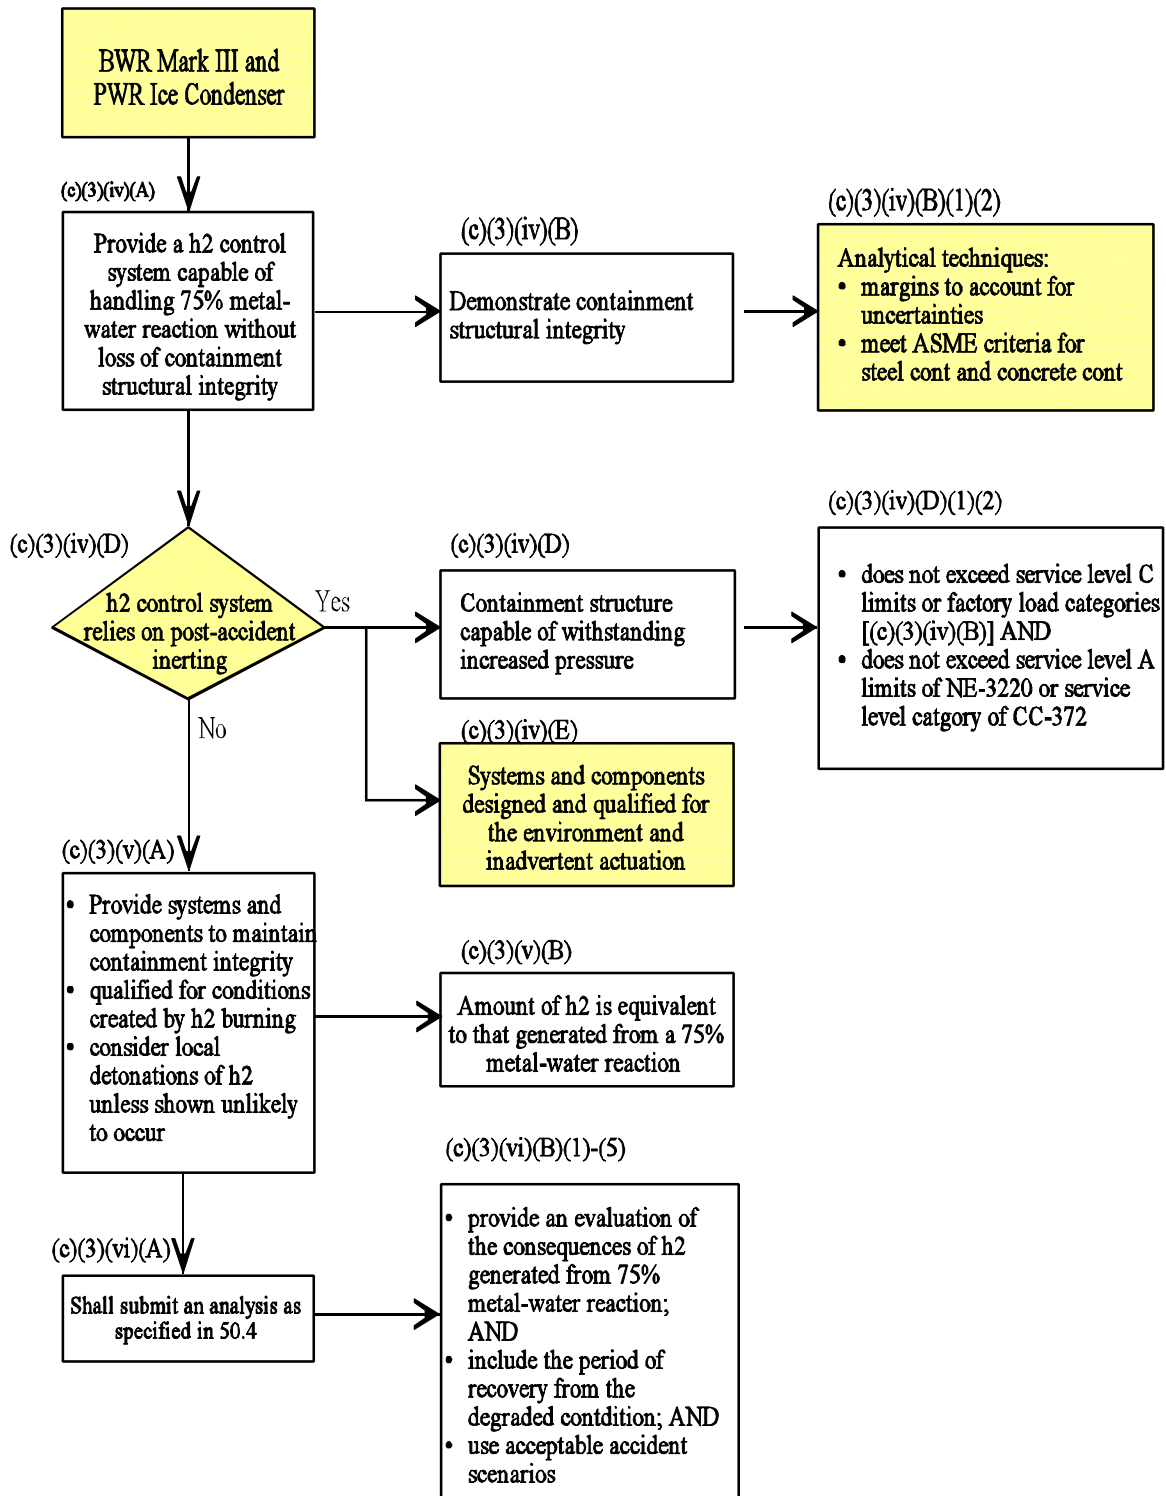 BWR Mark III and
PWR Ice Condenser
(c)(3)(iv)(A)
Provide a h2 control
system capable of
handling 75% metal-
water reaction without
loss of containment
structural integrity
(c)(3)(iv)(B)
Demonstrate containment
structural integrity
(c)(3)(iv)(B)(1)(2)
Analytical techniques:
• margins to account for
uncertainties
• meet ASME criteria for
steel cont and concrete cont
(c)(3)(iv)(D)
h2 control system
relies on post-accident
inerting
Yes
No
(c)(3)(iv)(D)
Containment structure
capable of withstanding
increased pressure
(c)(3)(iv)(D)(1)(2)
• does not exceed service level C
limits or factory load categories
[(c)(3)(iv)(B)] AND
• does not exceed service level A
limits of NE-3220 or service
level catgory of CC-372
(c)(3)(iv)(E)
Systems and components
designed and qualified for
the environment and
inadvertent actuation
(c)(3)(v)(A)
• Provide systems and
components to maintain
containment integrity
• qualified for conditions
created by h2 burning
• consider local
detonations of h2
unless shown unlikely
to occur
(c)(3)(v)(B)
Amount of h2 is equivalent
to that generated from a 75%
metal-water reaction
(c)(3)(vi)(A)
Shall submit an analysis as
specified in 50.4
(c)(3)(vi)(B)(1)-(5)
• provide an evaluation of
the consequences of h2
generated from 75%
metal-water reaction;
AND
• include the period of
recovery from the
degraded contdition; AND
• use acceptable accident
scenarios